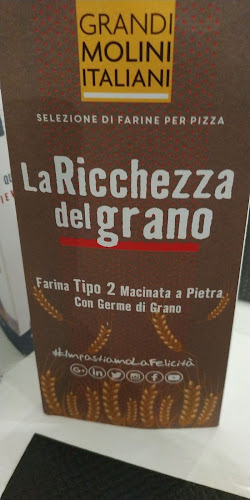 GRANDI
MOLINI
ITALIANI
SELEZIONE DI FARINE PER PIZZA
La Ricchezza
del grano
Farina Tipo 2 Macinata a Pietra
Con Germe di Grano
#ImpastiamoLaFelicità
G+ in f